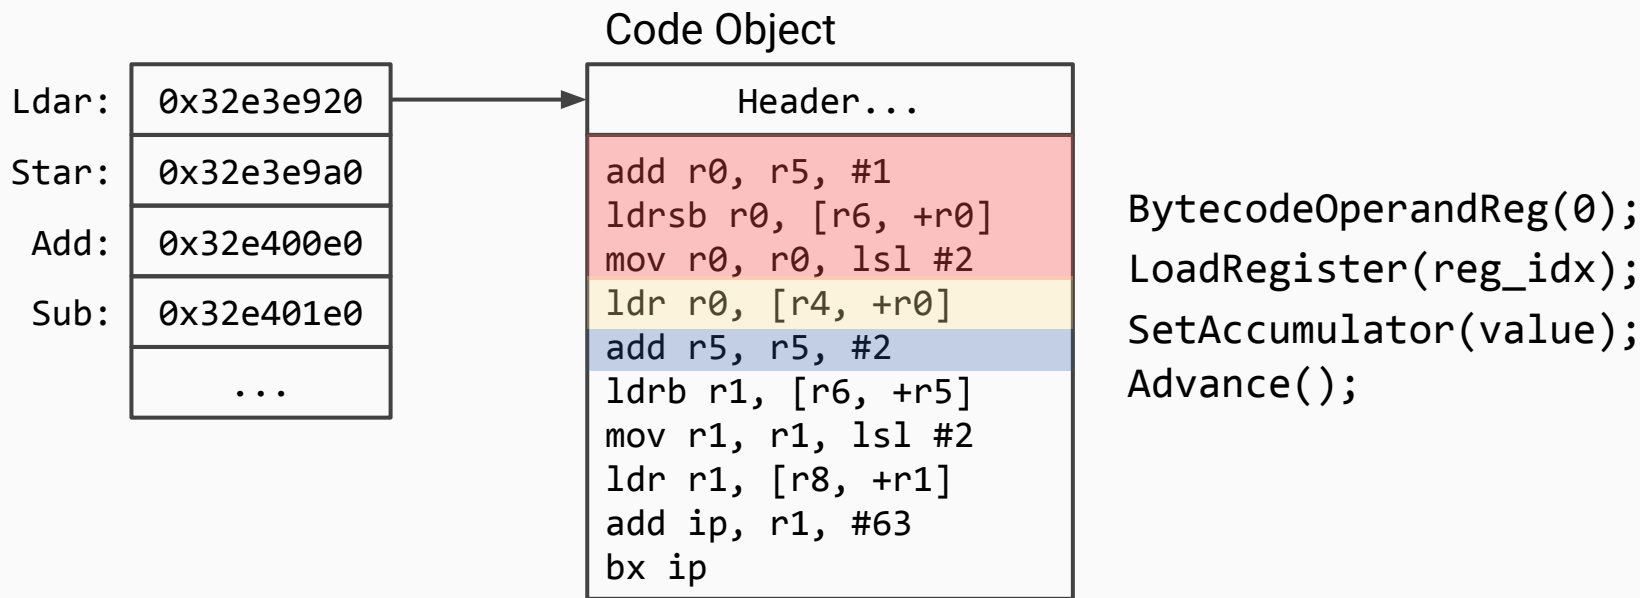 Code Object
Ldar: 0x32e3e920
Star: 0x32e3e9a0
Add: 0x32e400e0
Sub: 0x32e401e0
...
Header...
add r0, r5, #1
ldrsb r0, [r6, +r0]
mov r0, r0, lsl #2
ldr r0, [r4, +r0]
add r5, r5, #2
ldrb r1, [r6, +r5]
mov r1, r1, lsl #2
ldr r1, [r8, +r1]
add ip, r1, #63
bx ip
BytecodeOperandReg(0);
LoadRegister(reg_idx);
SetAccumulator(value);
Advance();